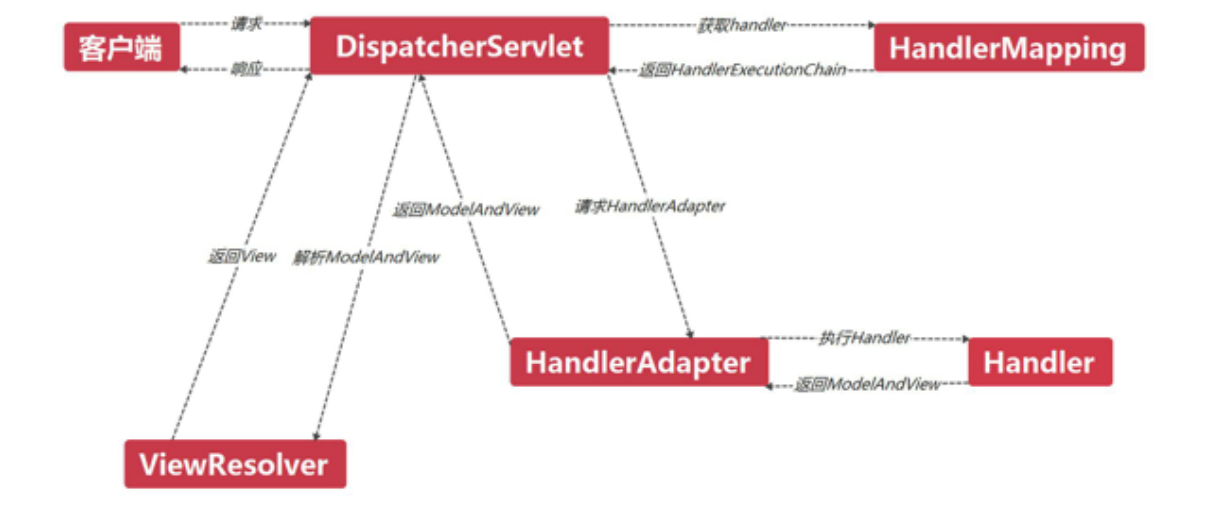 请求
获取handler
客户端
DispatcherServlet
HandlerMapping
响应
返回HandlerExecutionChain
返回ModelAndView
请求HandlerAdapter
返回View
解析ModelAndView
执行Handler
HandlerAdapter
Handler
返回ModelAndView
ViewResolver